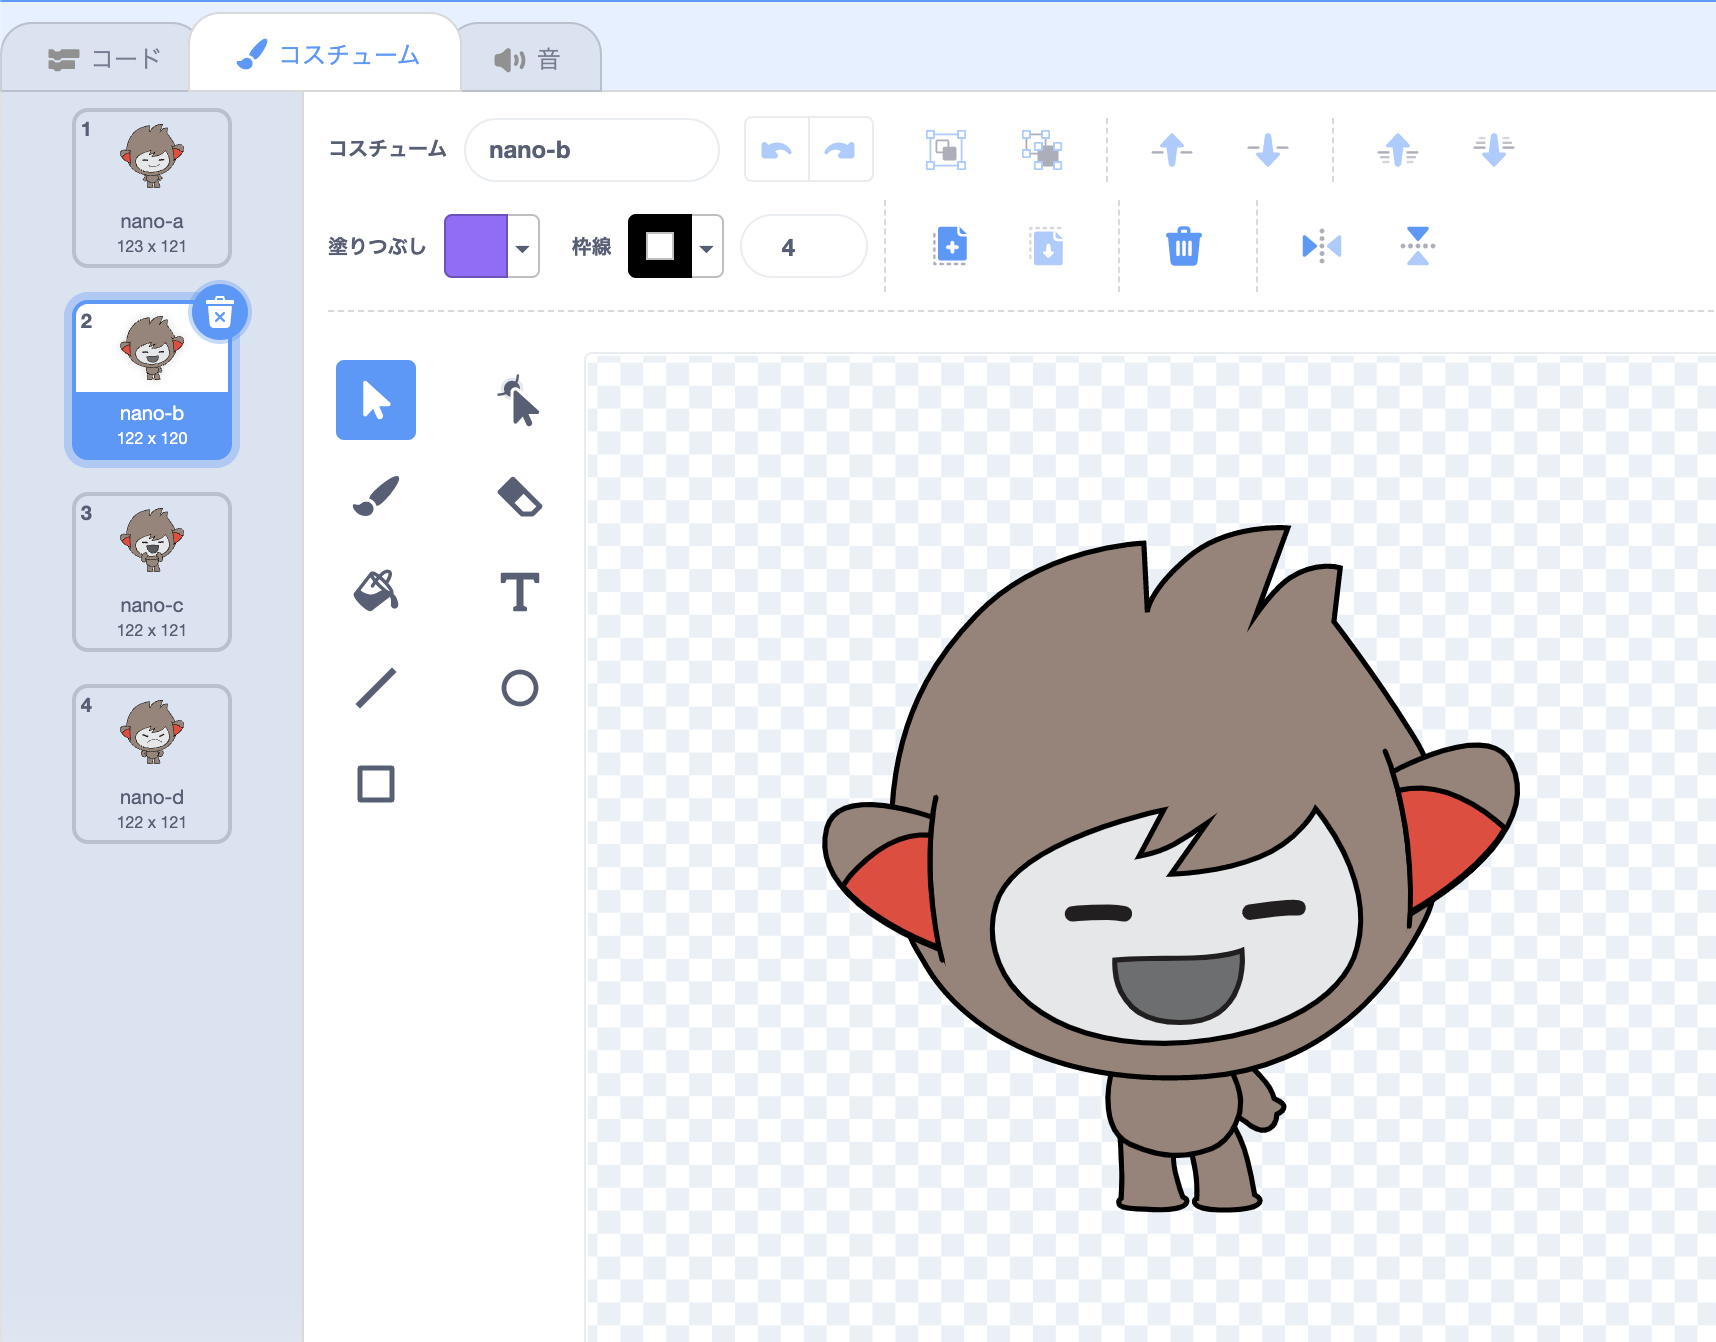 コード
コスチューム
音
1
nano-a
123 x 121
2
nano-b
122 x 120
3
nano-c
122 x 121
4
nano-d
122 x 121
コスチューム
nano-b
塗りつぶし
枠線
4